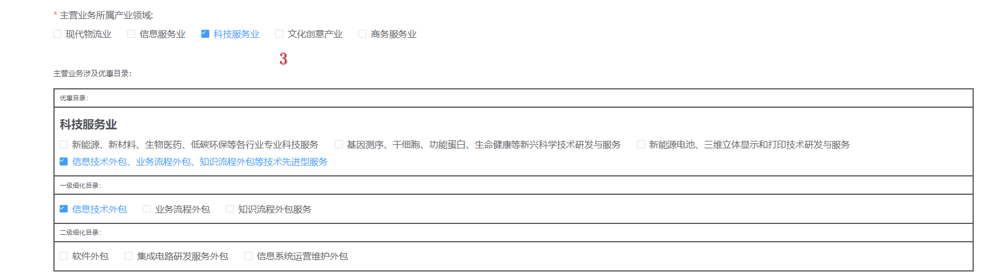 * 主营业务所属产业领域:
现代物流业 信息服务业 科技服务业 文化创意产业 商务服务业
3
主营业务涉及优惠目录:
优惠目录:
科技服务业
新能源、新材料、生物医药、低碳环保等各行业专业科技服务 基因测序、干细胞、功能蛋白、生命健康等新兴科学技术研发与服务 新能源电池、三维立体显示和打印技术研发与服务
信息技术外包、业务流程外包、知识流程外包等技术先进型服务
一级细化目录:
信息技术外包 业务流程外包 知识流程外包服务
二级细化目录:
软件外包 集成电路研发服务外包 信息系统运营维护外包